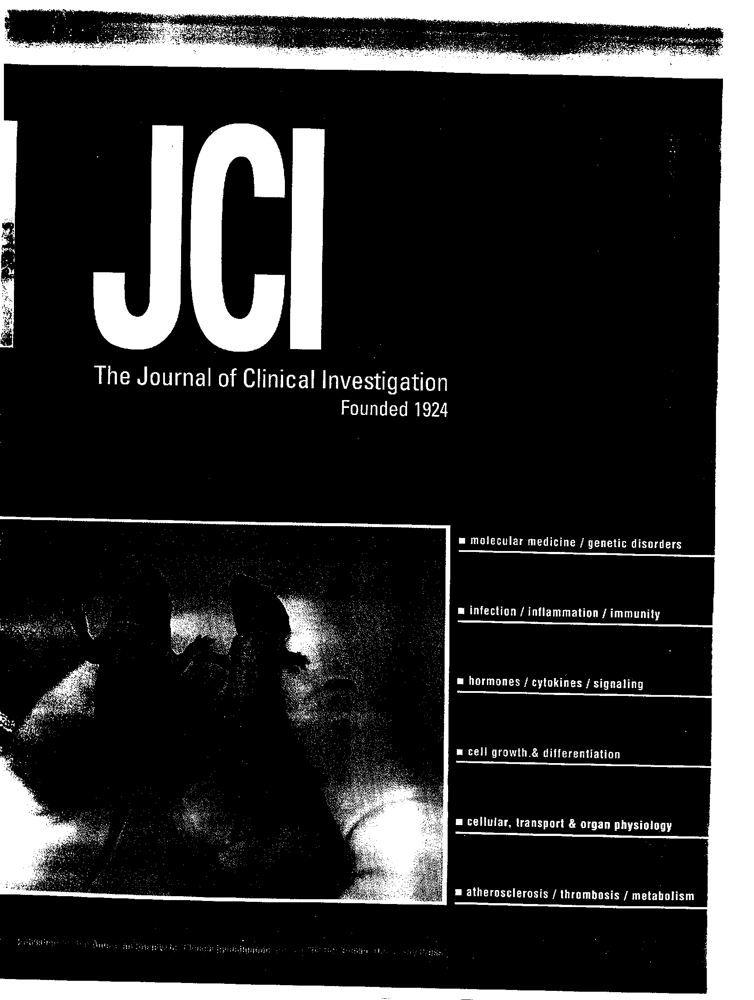 JCI
The Journal of Clinical Investigation
Founded 1924
molecular medicine / genetic disorders
infection / inflammation / immunity
hormones / cytokines / signaling
cell growth & differentiation
cellular, transport & organ physiology
atherosclerosis / thrombosis / metabolism